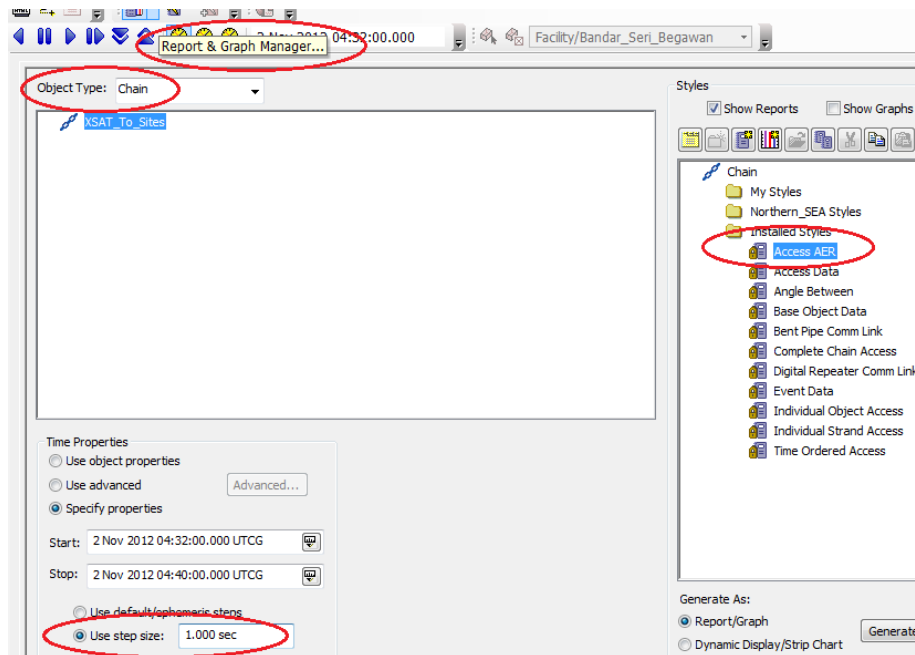 2 Nov 2012 04:32:00.000
Facility/Bandar_Seri_Begawan
Report & Graph Manager...
Object Type: Chain
XSAT_To_Sites
Styles
Show Reports Show Graphs
Chain
My Styles
Northern_SEA Styles
Installed Styles
Access AER
Access Data
Angle Between
Base Object Data
Bent Pipe Comm Link
Complete Chain Access
Digital Repeater Comm Link
Event Data
Individual Object Access
Individual Strand Access
Time Ordered Access
Time Properties
Use object properties
Use advanced Advanced...
Specify properties
Start: 2 Nov 2012 04:32:00.000 UTCG
Stop: 2 Nov 2012 04:40:00.000 UTCG
Use default/ephemeris steps
Use step size: 1.000 sec
Generate As:
Report/Graph
Generate
Dynamic Display/Strip Chart